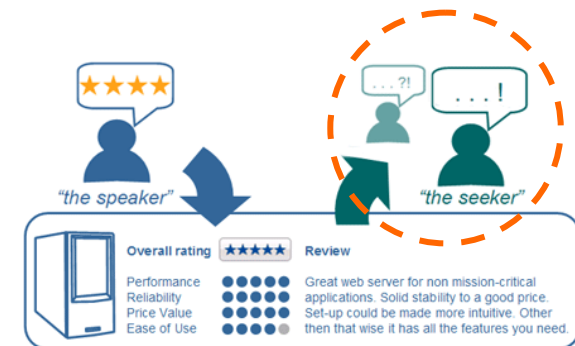 ...?!
...!
"the speaker"
"the seeker"
Overall rating
Review
Performance
Reliability
Price Value
Ease of Use
Great web server for non mission-critical
applications. Solid stability to a good price.
Set-up could be made more intuitive. Other
then that wise it has all the features you need.